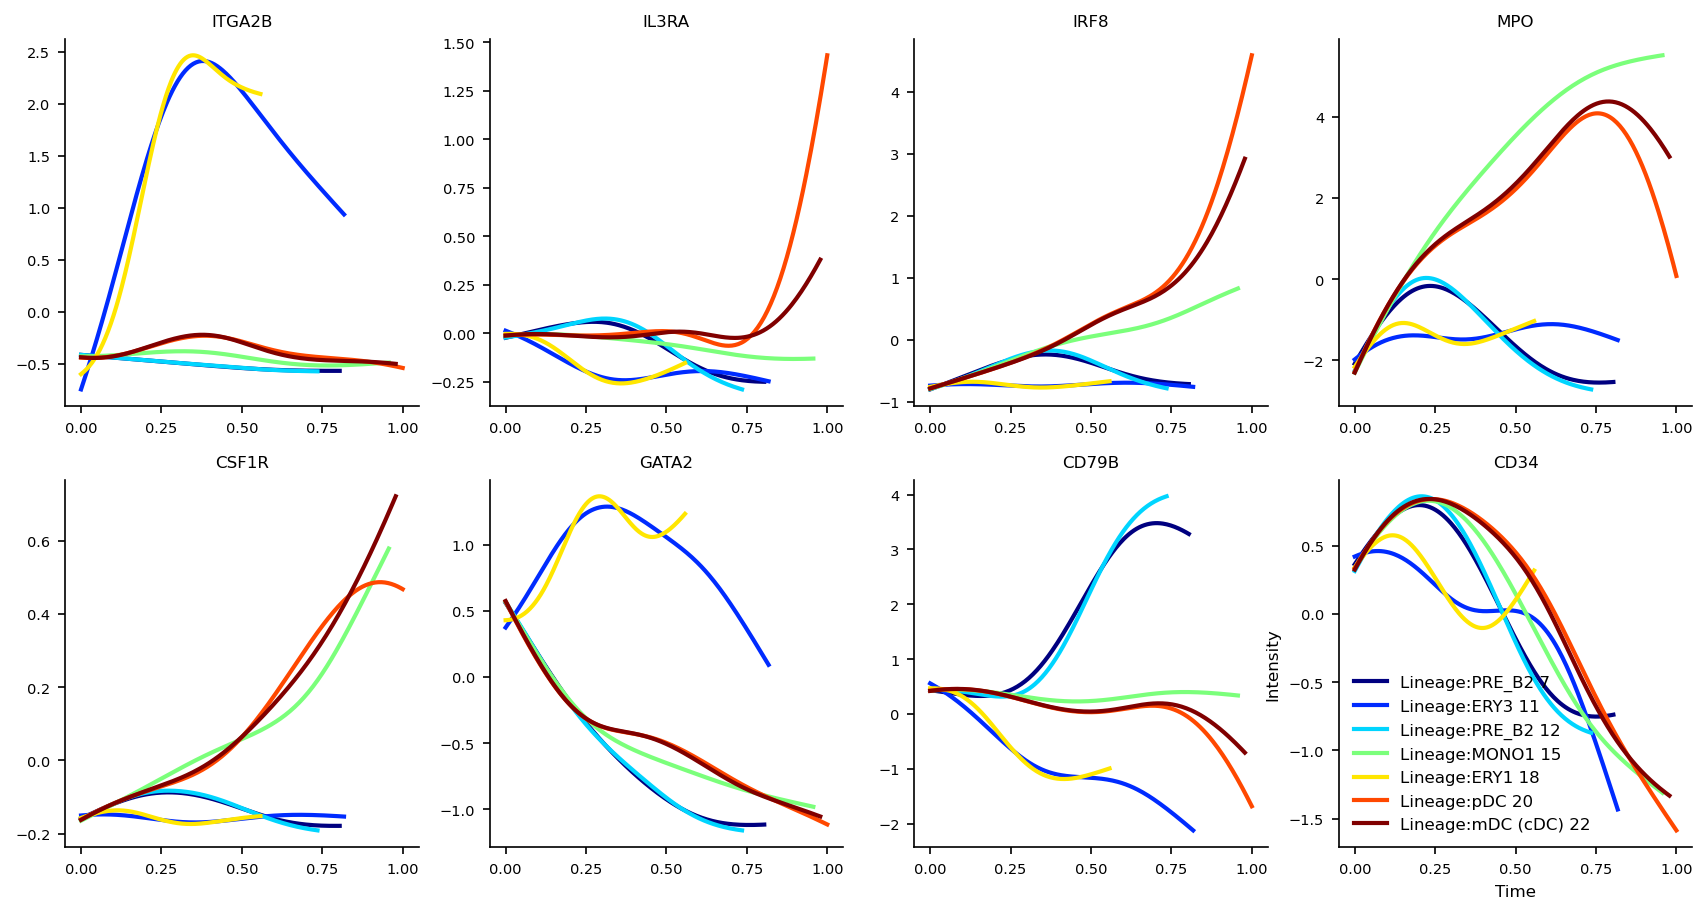 ITGA2B
IL3RA
IRF8
MPO
2.5
2.0
1.5
1.0
0.5
0.0
−0.5
0.00 0.25 0.50 0.75 1.00
1.50
1.25
1.00
0.75
0.50
0.25
0.00
−0.25
0.00 0.25 0.50 0.75 1.00
4
3
2
1
0
−1
0.00 0.25 0.50 0.75 1.00
4
2
0
−2
0.00 0.25 0.50 0.75 1.00
CSF1R
GATA2
CD79B
CD34
0.6
0.4
0.2
0.0
−0.2
0.00 0.25 0.50 0.75 1.00
1.0
0.5
0.0
−0.5
−1.0
0.00 0.25 0.50 0.75 1.00
4
3
2
1
0
−1
−2
0.00 0.25 0.50 0.75 1.00
Intensity
0.5
0.0
−0.5
−1.0
−1.5
Lineage:PRE_B2 7
Lineage:ERY3 11
Lineage:PRE_B2 12
Lineage:MONO1 15
Lineage:ERY1 18
Lineage:pDC 20
Lineage:mDC (cDC) 22
0.00 0.25 0.50 0.75 1.00
Time